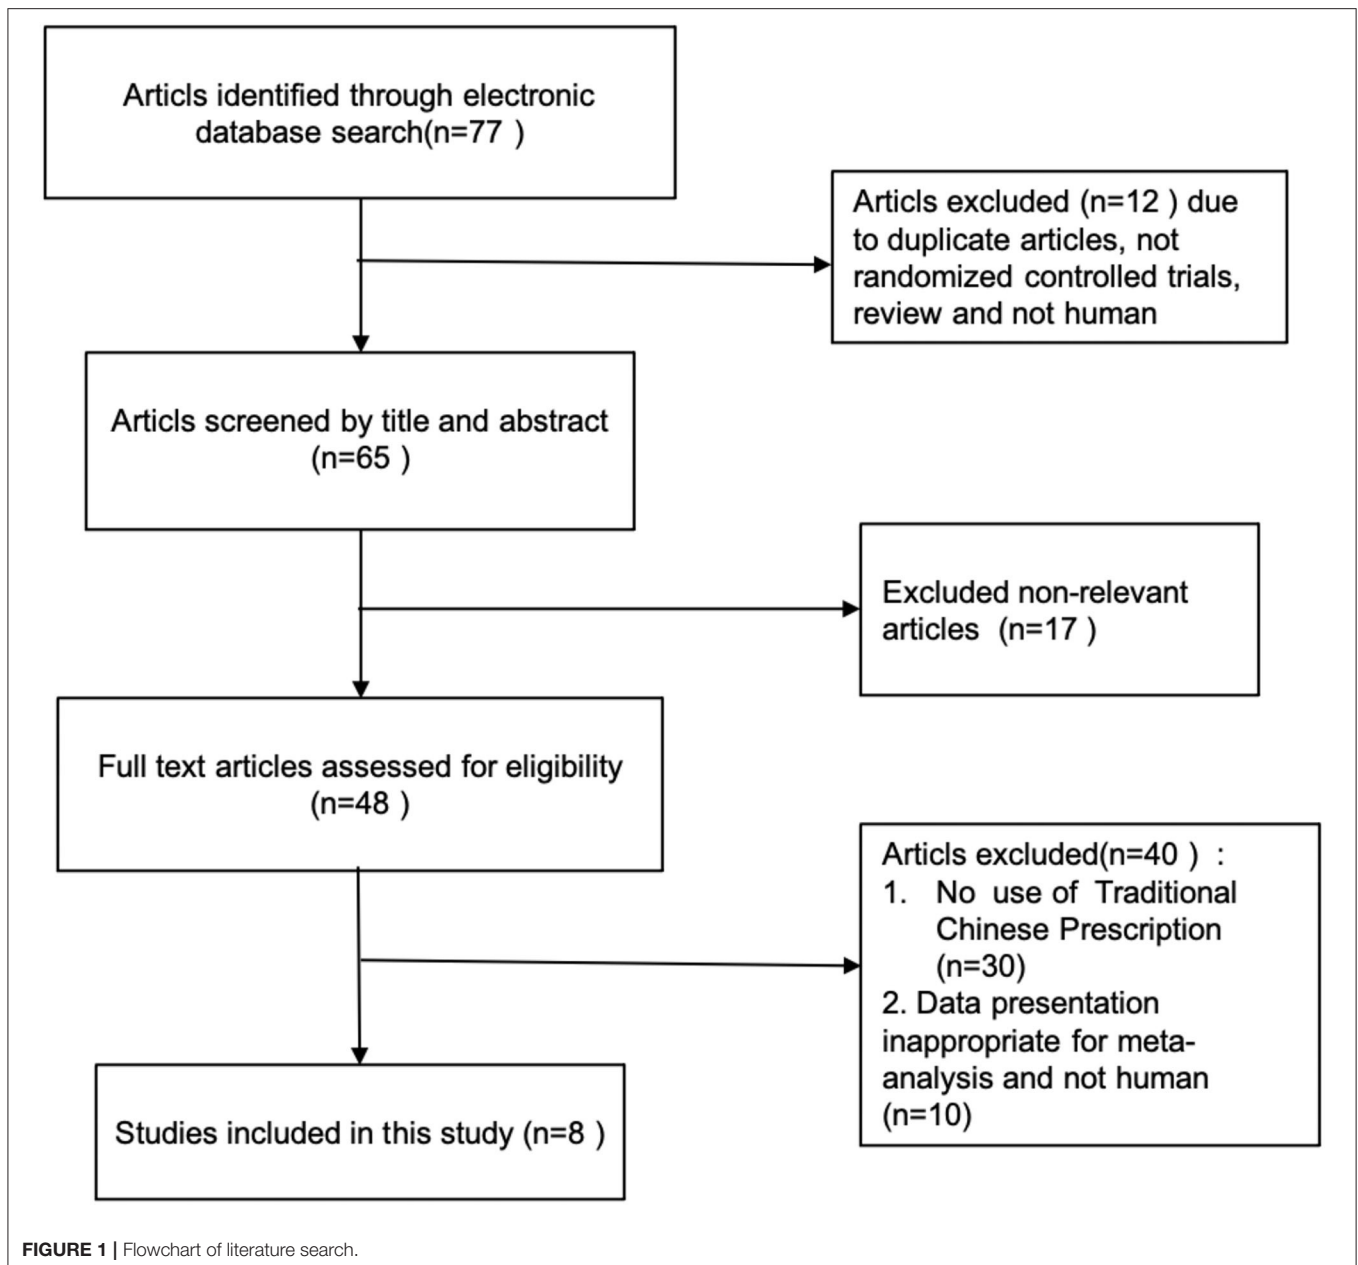 Articls identified through electronic
database search(n=77 )
Articls excluded (n=12 ) due
to duplicate articles, not
randomized controlled trials,
review and not human
Articls screened by title and abstract
(n=65 )
Excluded non-relevant
articles (n=17 )
Full text articles assessed for eligibility
(n=48 )
Articls excluded(n=40 ) :
1. No use of Traditional
Chinese Prescription
(n=30)
2. Data presentation
inappropriate for meta-
analysis and not human
(n=10)
Studies included in this study (n=8 )
FIGURE 1 | Flowchart of literature search.